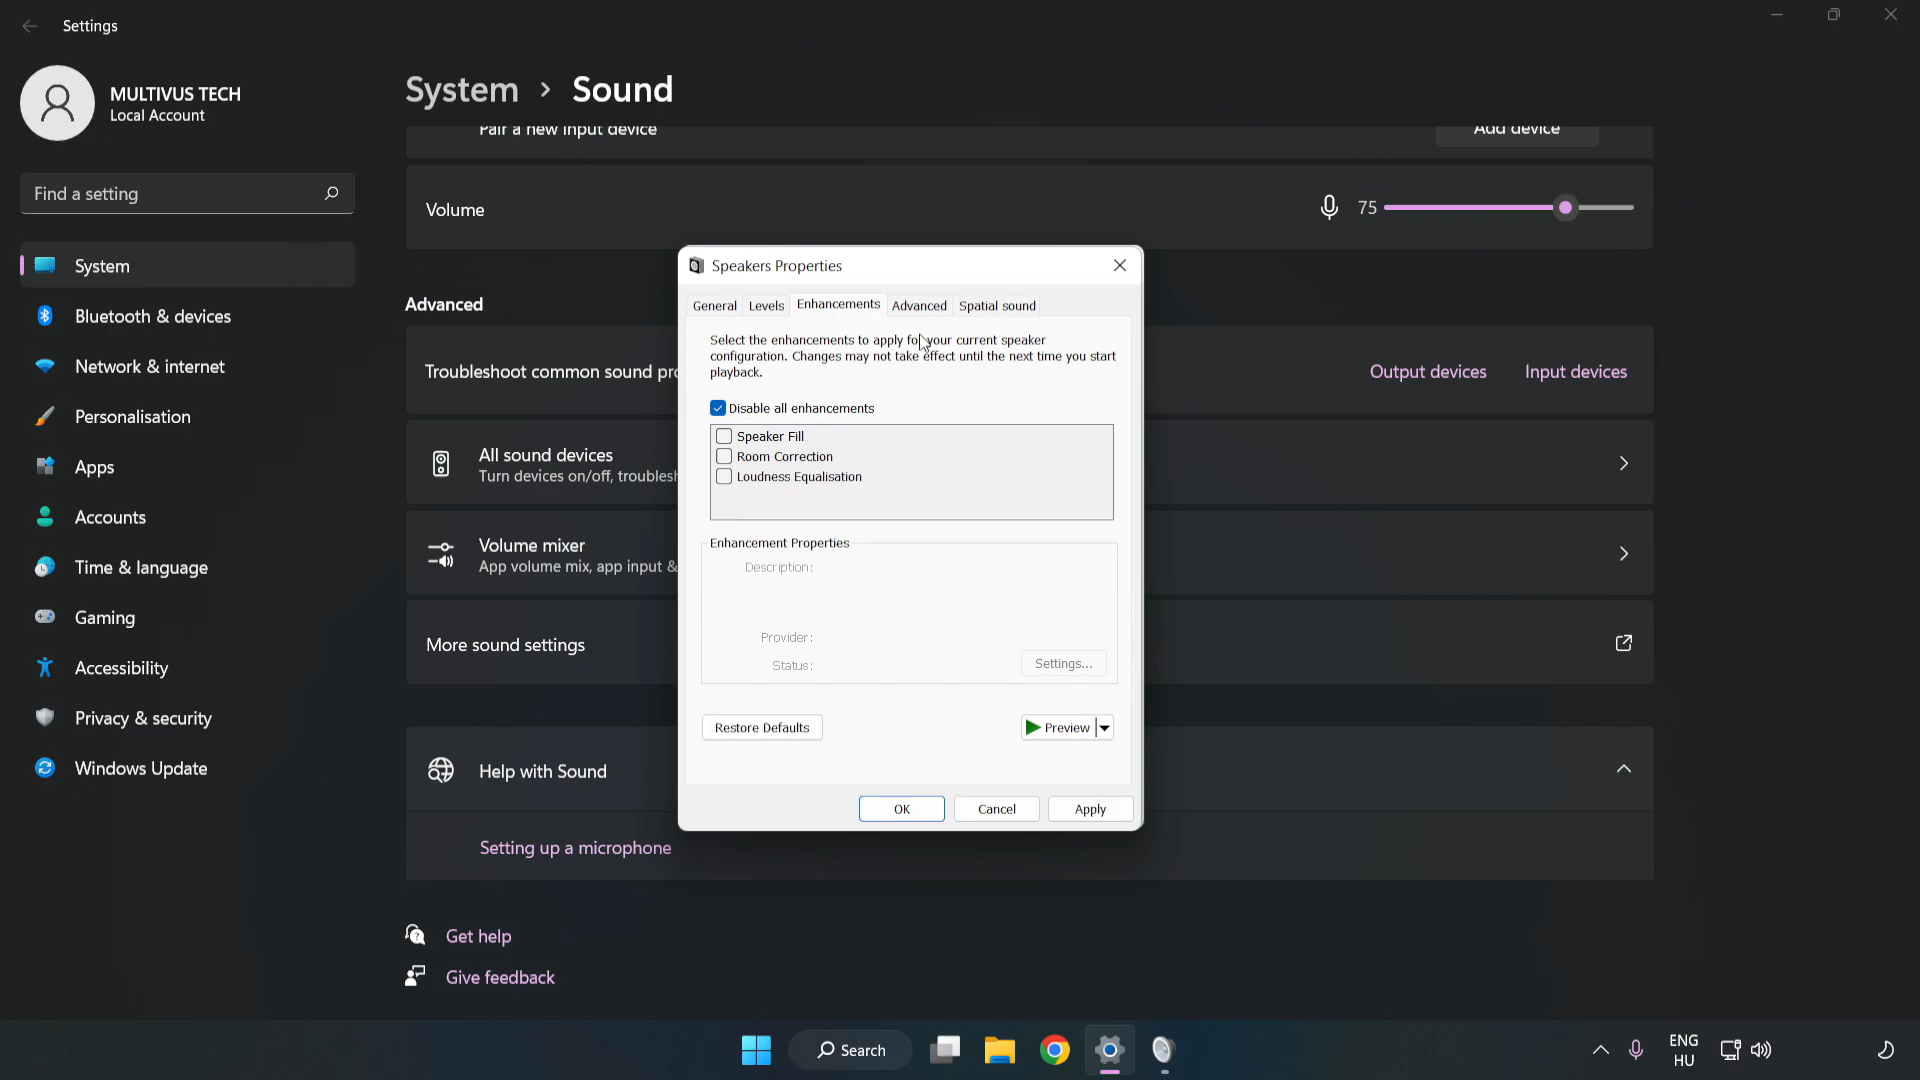 Settings
MULTIVUS TECH
Local Account
Find a setting
System
Bluetooth & devices
Network & internet
Personalisation
Apps
Accounts
Time & language
Gaming
Accessibility
Privacy & security
Windows Update
System > Sound
Pair a new input device
Add device
Volume
75
Advanced
Troubleshoot common sound pro
Output devices
Input devices
All sound devices
Turn devices on/off, troublesh
Volume mixer
App volume mix, app input &
More sound settings
Help with Sound
Setting up a microphone
Get help
Give feedback
Speakers Properties
General Levels Enhancements Advanced Spatial sound
Select the enhancements to apply for your current speaker
configuration. Changes may not take effect until the next time you start
playback.
Disable all enhancements
Speaker Fill
Room Correction
Loudness Equalisation
Enhancement Properties
Description:
Provider:
Status:
Settings...
Restore Defaults
Preview
OK
Cancel
Apply
Search
ENG
HU